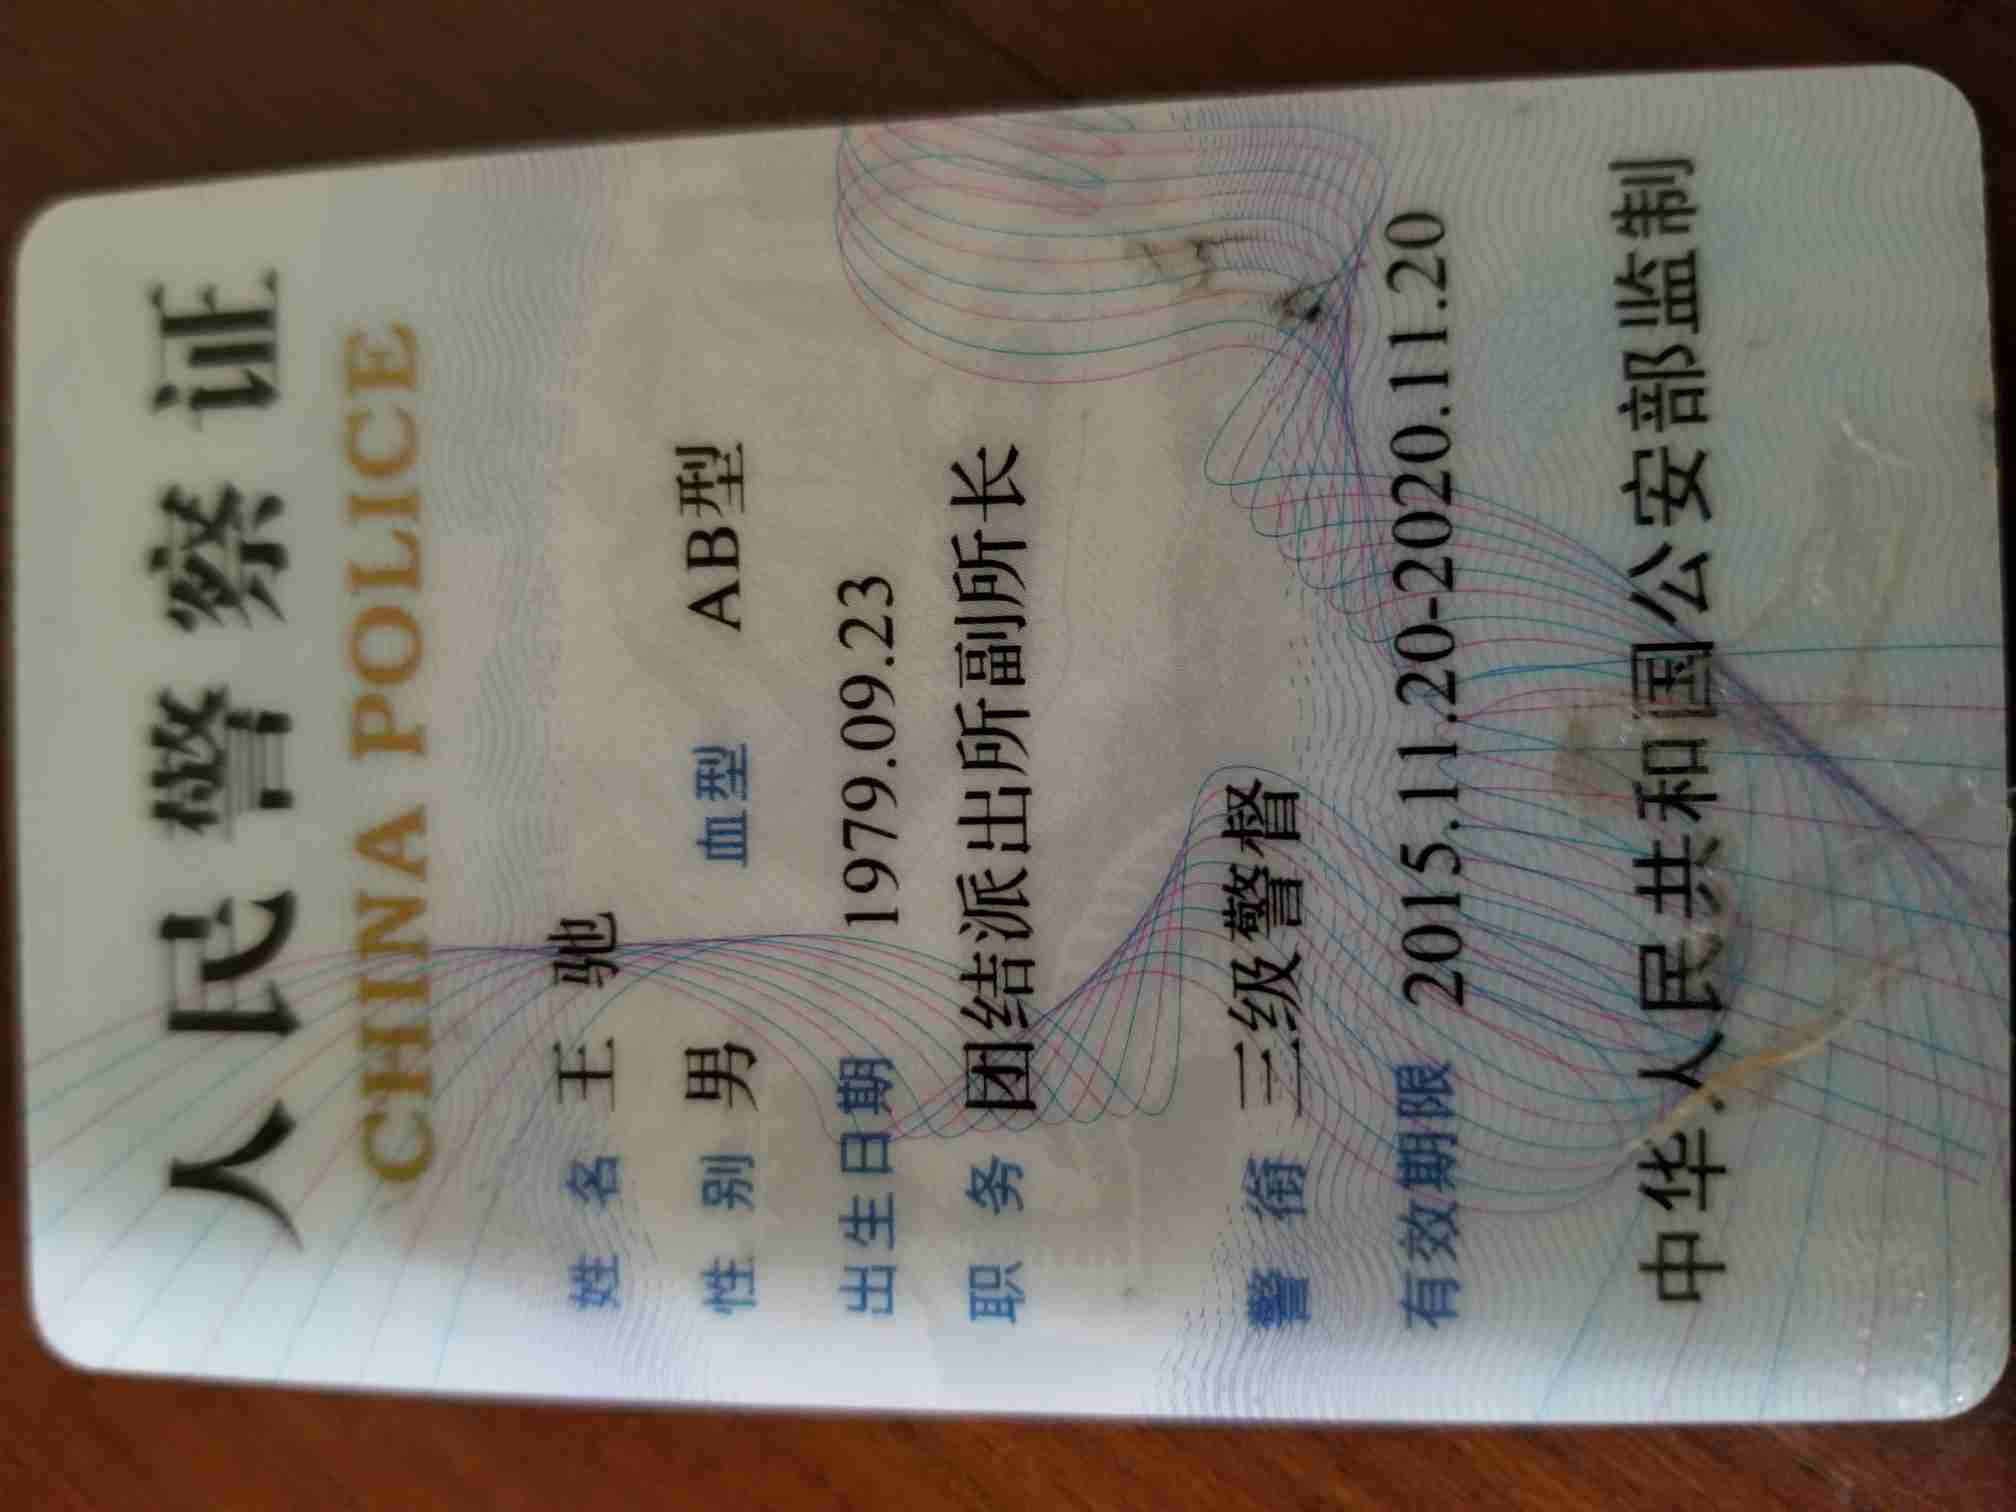 人民警察证
CHINA POLICE
姓 名 王 驰
性 别 男 血型 AB型
出生日期 1979.09.23
职 务 团结派出所副所长
警 衔 三级警督
有效期限 2015.11.20-2020.11.20
中华人民共和国公安部监制